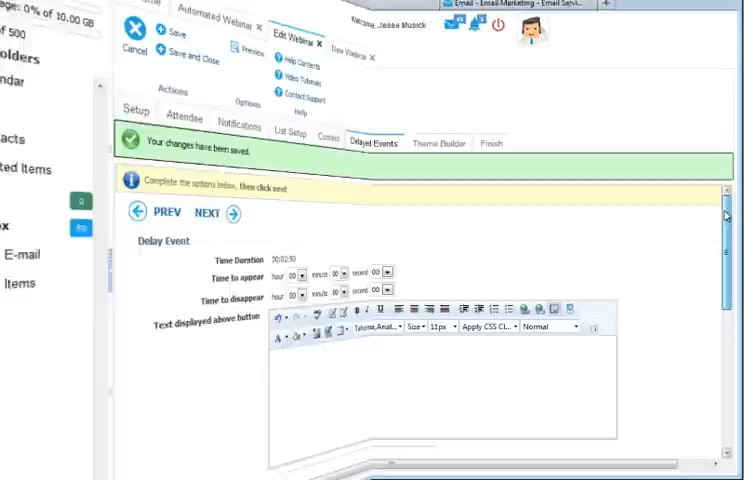 Email - Email Marketing - Email Servi...
Automated Webinar
Welcome, Jesse Musick
age: 0% of 10.00 GB
of 500
Save
Edit Webinar
New Webinar
Cancel
Preview
Save and Close
Help Contents
Video Tutorials
Contact Support
Actions
Options
Help
olders
ndar
Setup
Attendee
Notifications
List Setup
Contact
Delayed Events
Theme Builder
Finish
acts
Your changes have been saved.
ted Items
Complete the options below, then click next
0
PREV
NEXT
ox
Delay Event
E-mail
Time Duration 00:02:50
Time to appear hour 00 minute 00 second 00
Items
Time to disappear hour 00 minute 00 second 00
Text displayed above button
B I U
Size
11px
Apply CSS Cl...
Normal